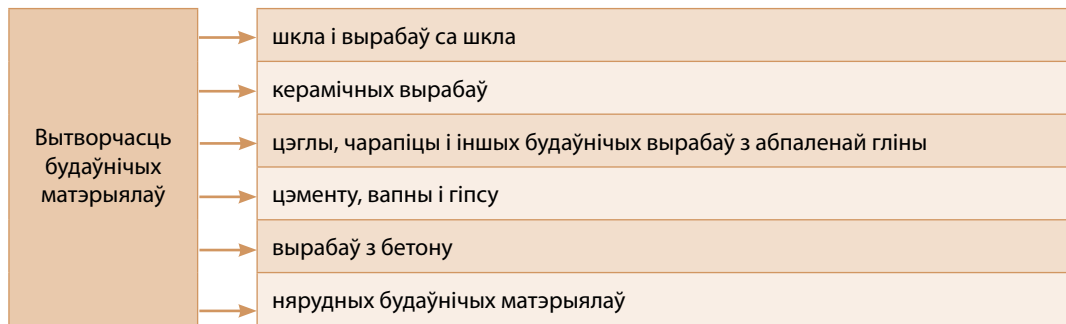 Вытворчасць
будаўнічых
матэрыялаў
шкла і вырабаў са шкла
керамічных вырабаў
цэглы, чарапіцы і іншых будаўнічых вырабаў з абпаленай гліны
цэменту, вапны і гіпсу
вырабаў з бетону
нярудных будаўнічых матэрыялаў